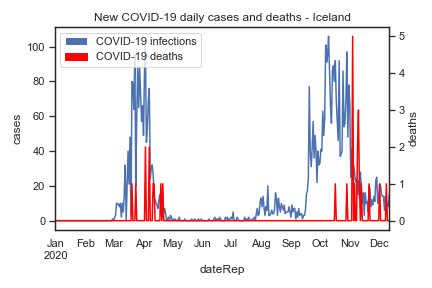 New COVID-19 daily cases and deaths - Iceland
COVID-19 infections
COVID-19 deaths
100
80
60
40
20
0
cases
5
4
3
2
1
0
deaths
Jan Feb Mar Apr May Jun Jul Aug Sep Oct Nov Dec
2020
dateRep